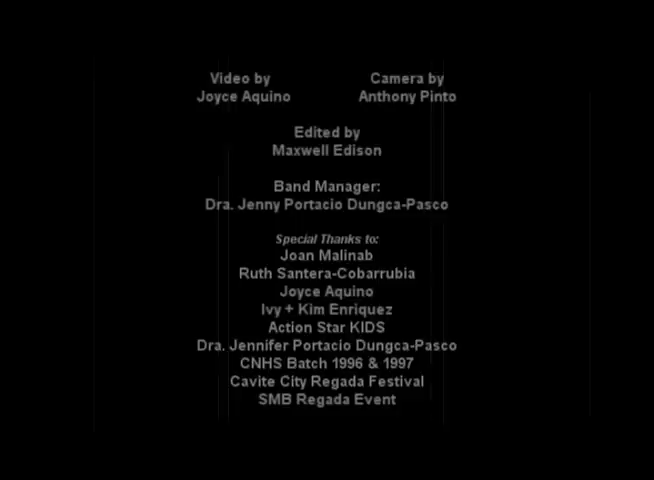 Video by
Joyce Aquino
Camera by
Anthony Pinto
Edited by
Maxwell Edison
Band Manager:
Dra. Jenny Portacio Dungca-Pasco
Special Thanks to:
Joan Malinab
Ruth Santera-Cobarrubia
Joyce Aquino
Ivy + Kim Enriquez
Action Star KIDS
Dra. Jennifer Portacio Dungca-Pasco
CNHS Batch 1996 & 1997
Cavite City Regada Festival
SMB Regada Event